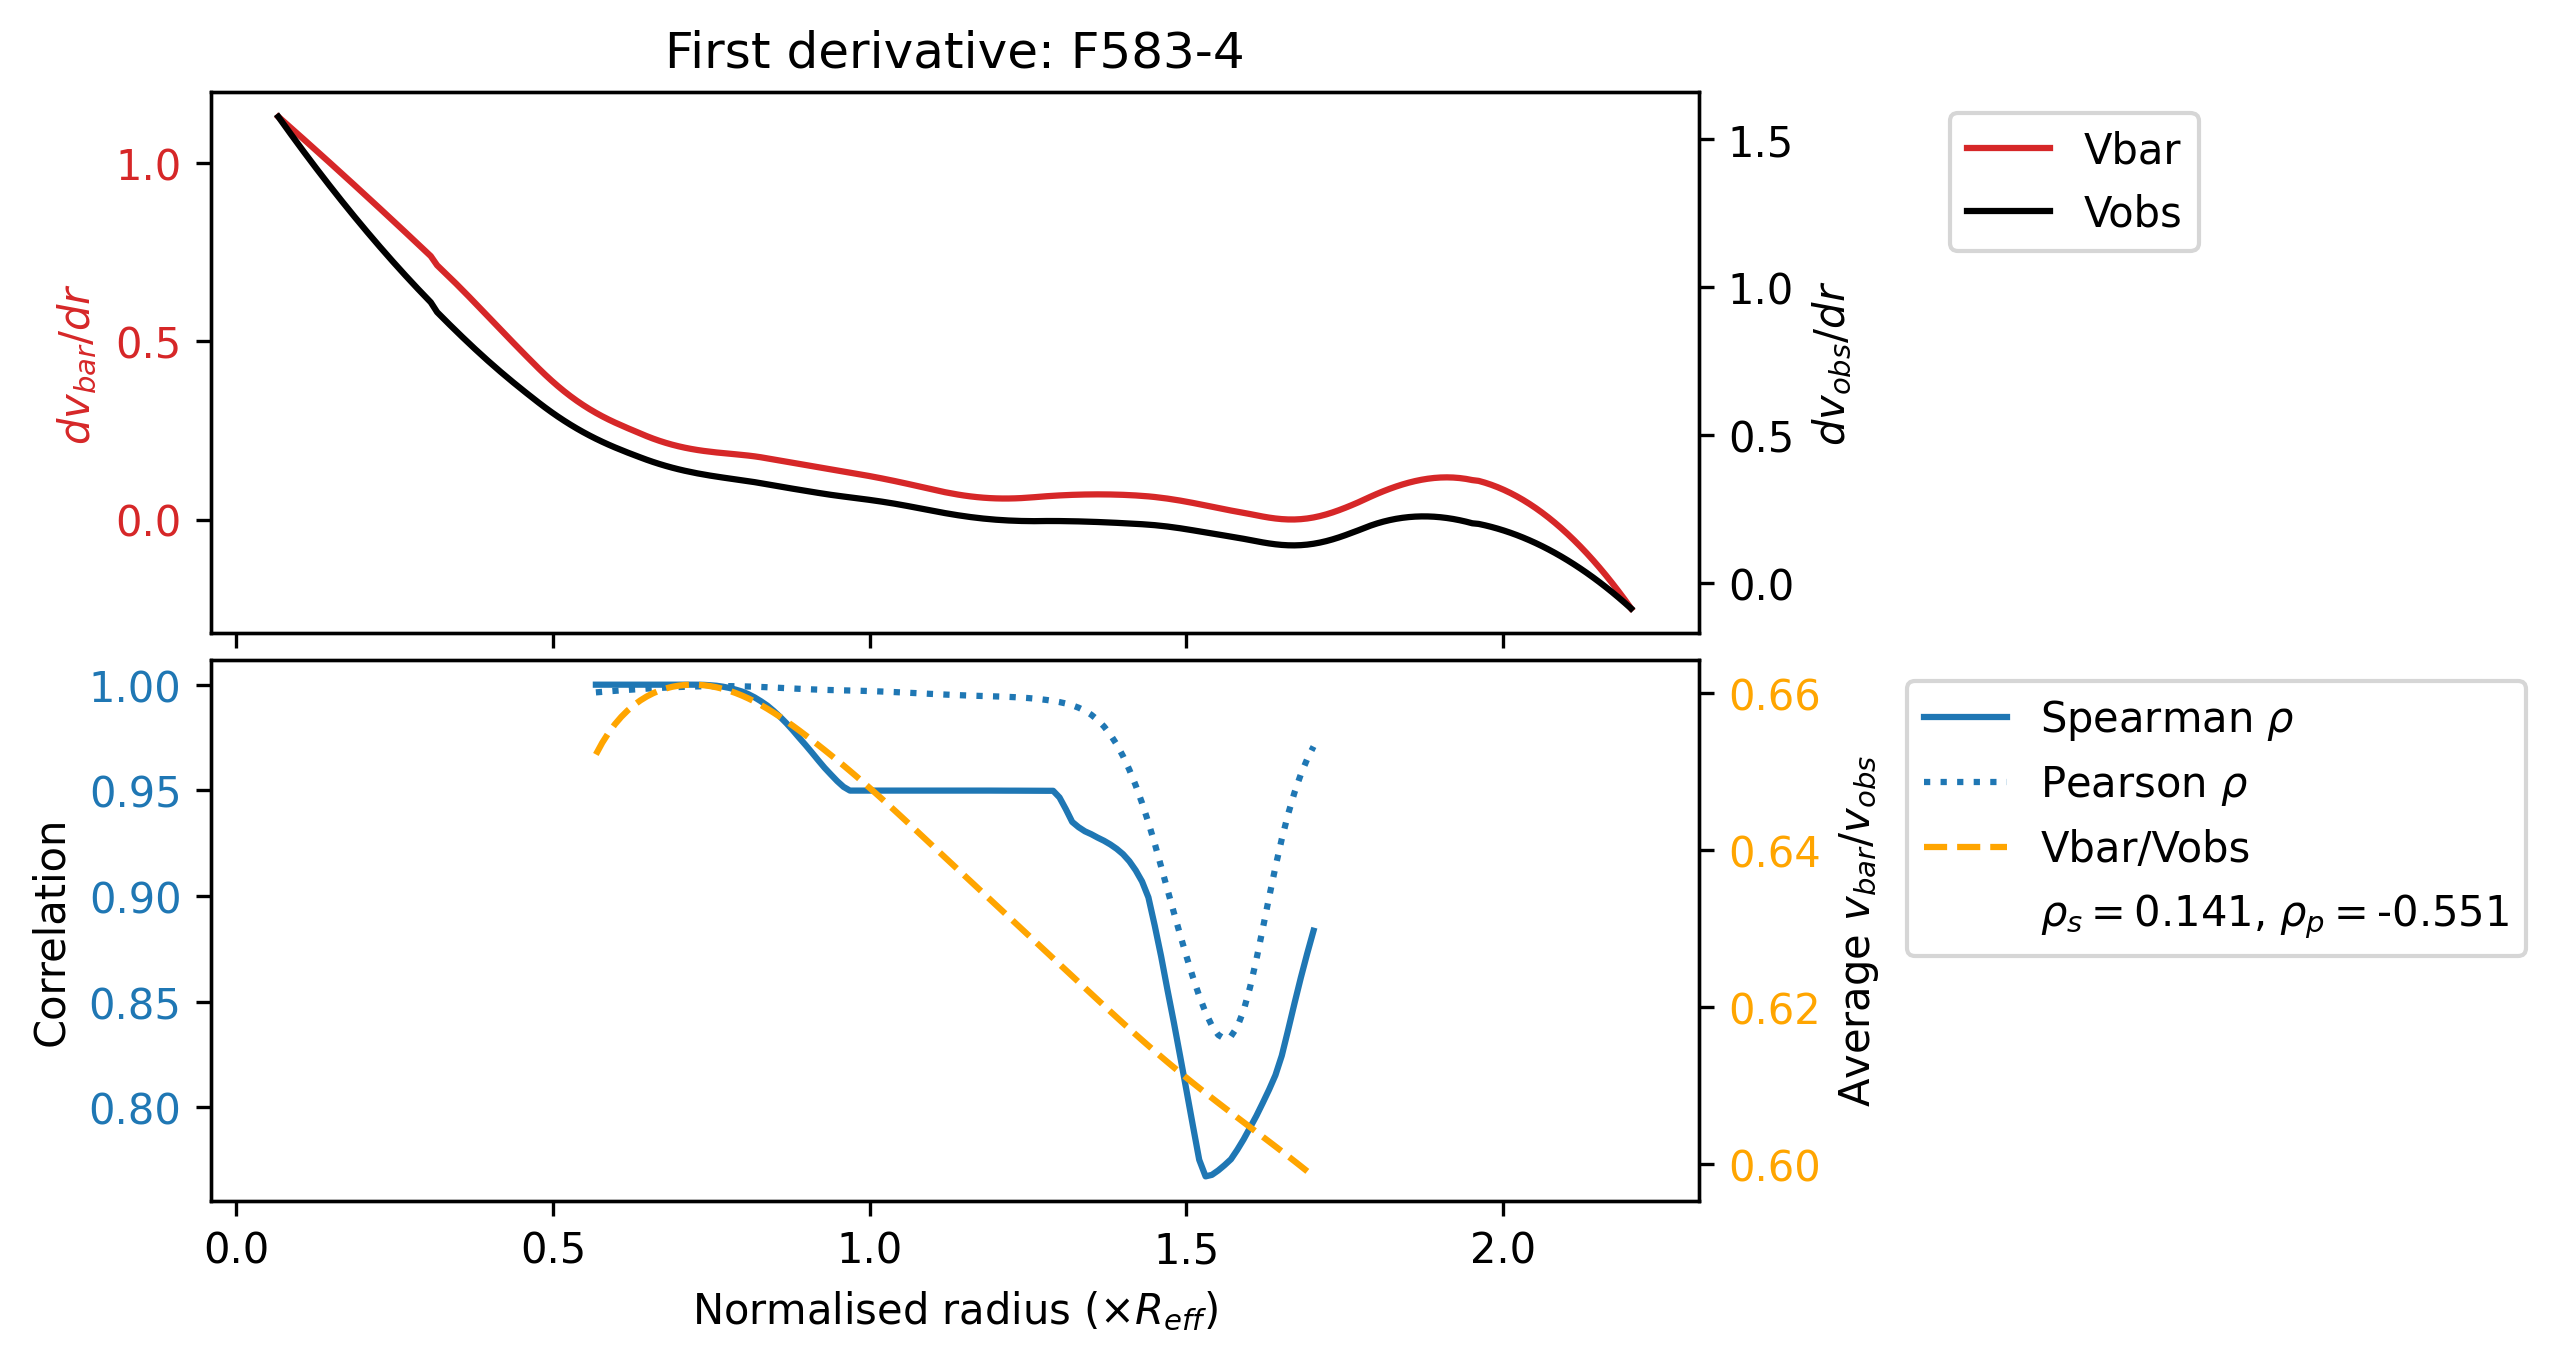 First derivative: F583-4
1.0
0.5
0.0
dv_bar/dr
1.5
1.0
0.5
0.0
dv_obs/dr
Vbar
Vobs
1.00
0.95
0.90
0.85
0.80
Correlation
0.66
0.64
0.62
0.60
Average v_bar/v_obs
Spearman ρ
Pearson ρ
Vbar/Vobs
ρ_s = 0.141, ρ_p = -0.551
0.0 0.5 1.0 1.5 2.0
Normalised radius (×R_eff)